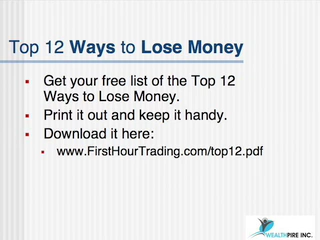 Top 12 Ways to Lose Money
Get your free list of the Top 12
Ways to Lose Money.
Print it out and keep it handy.
Download it here:
www.FirstHourTrading.com/top12.pdf
WEALTHPIRE INC.